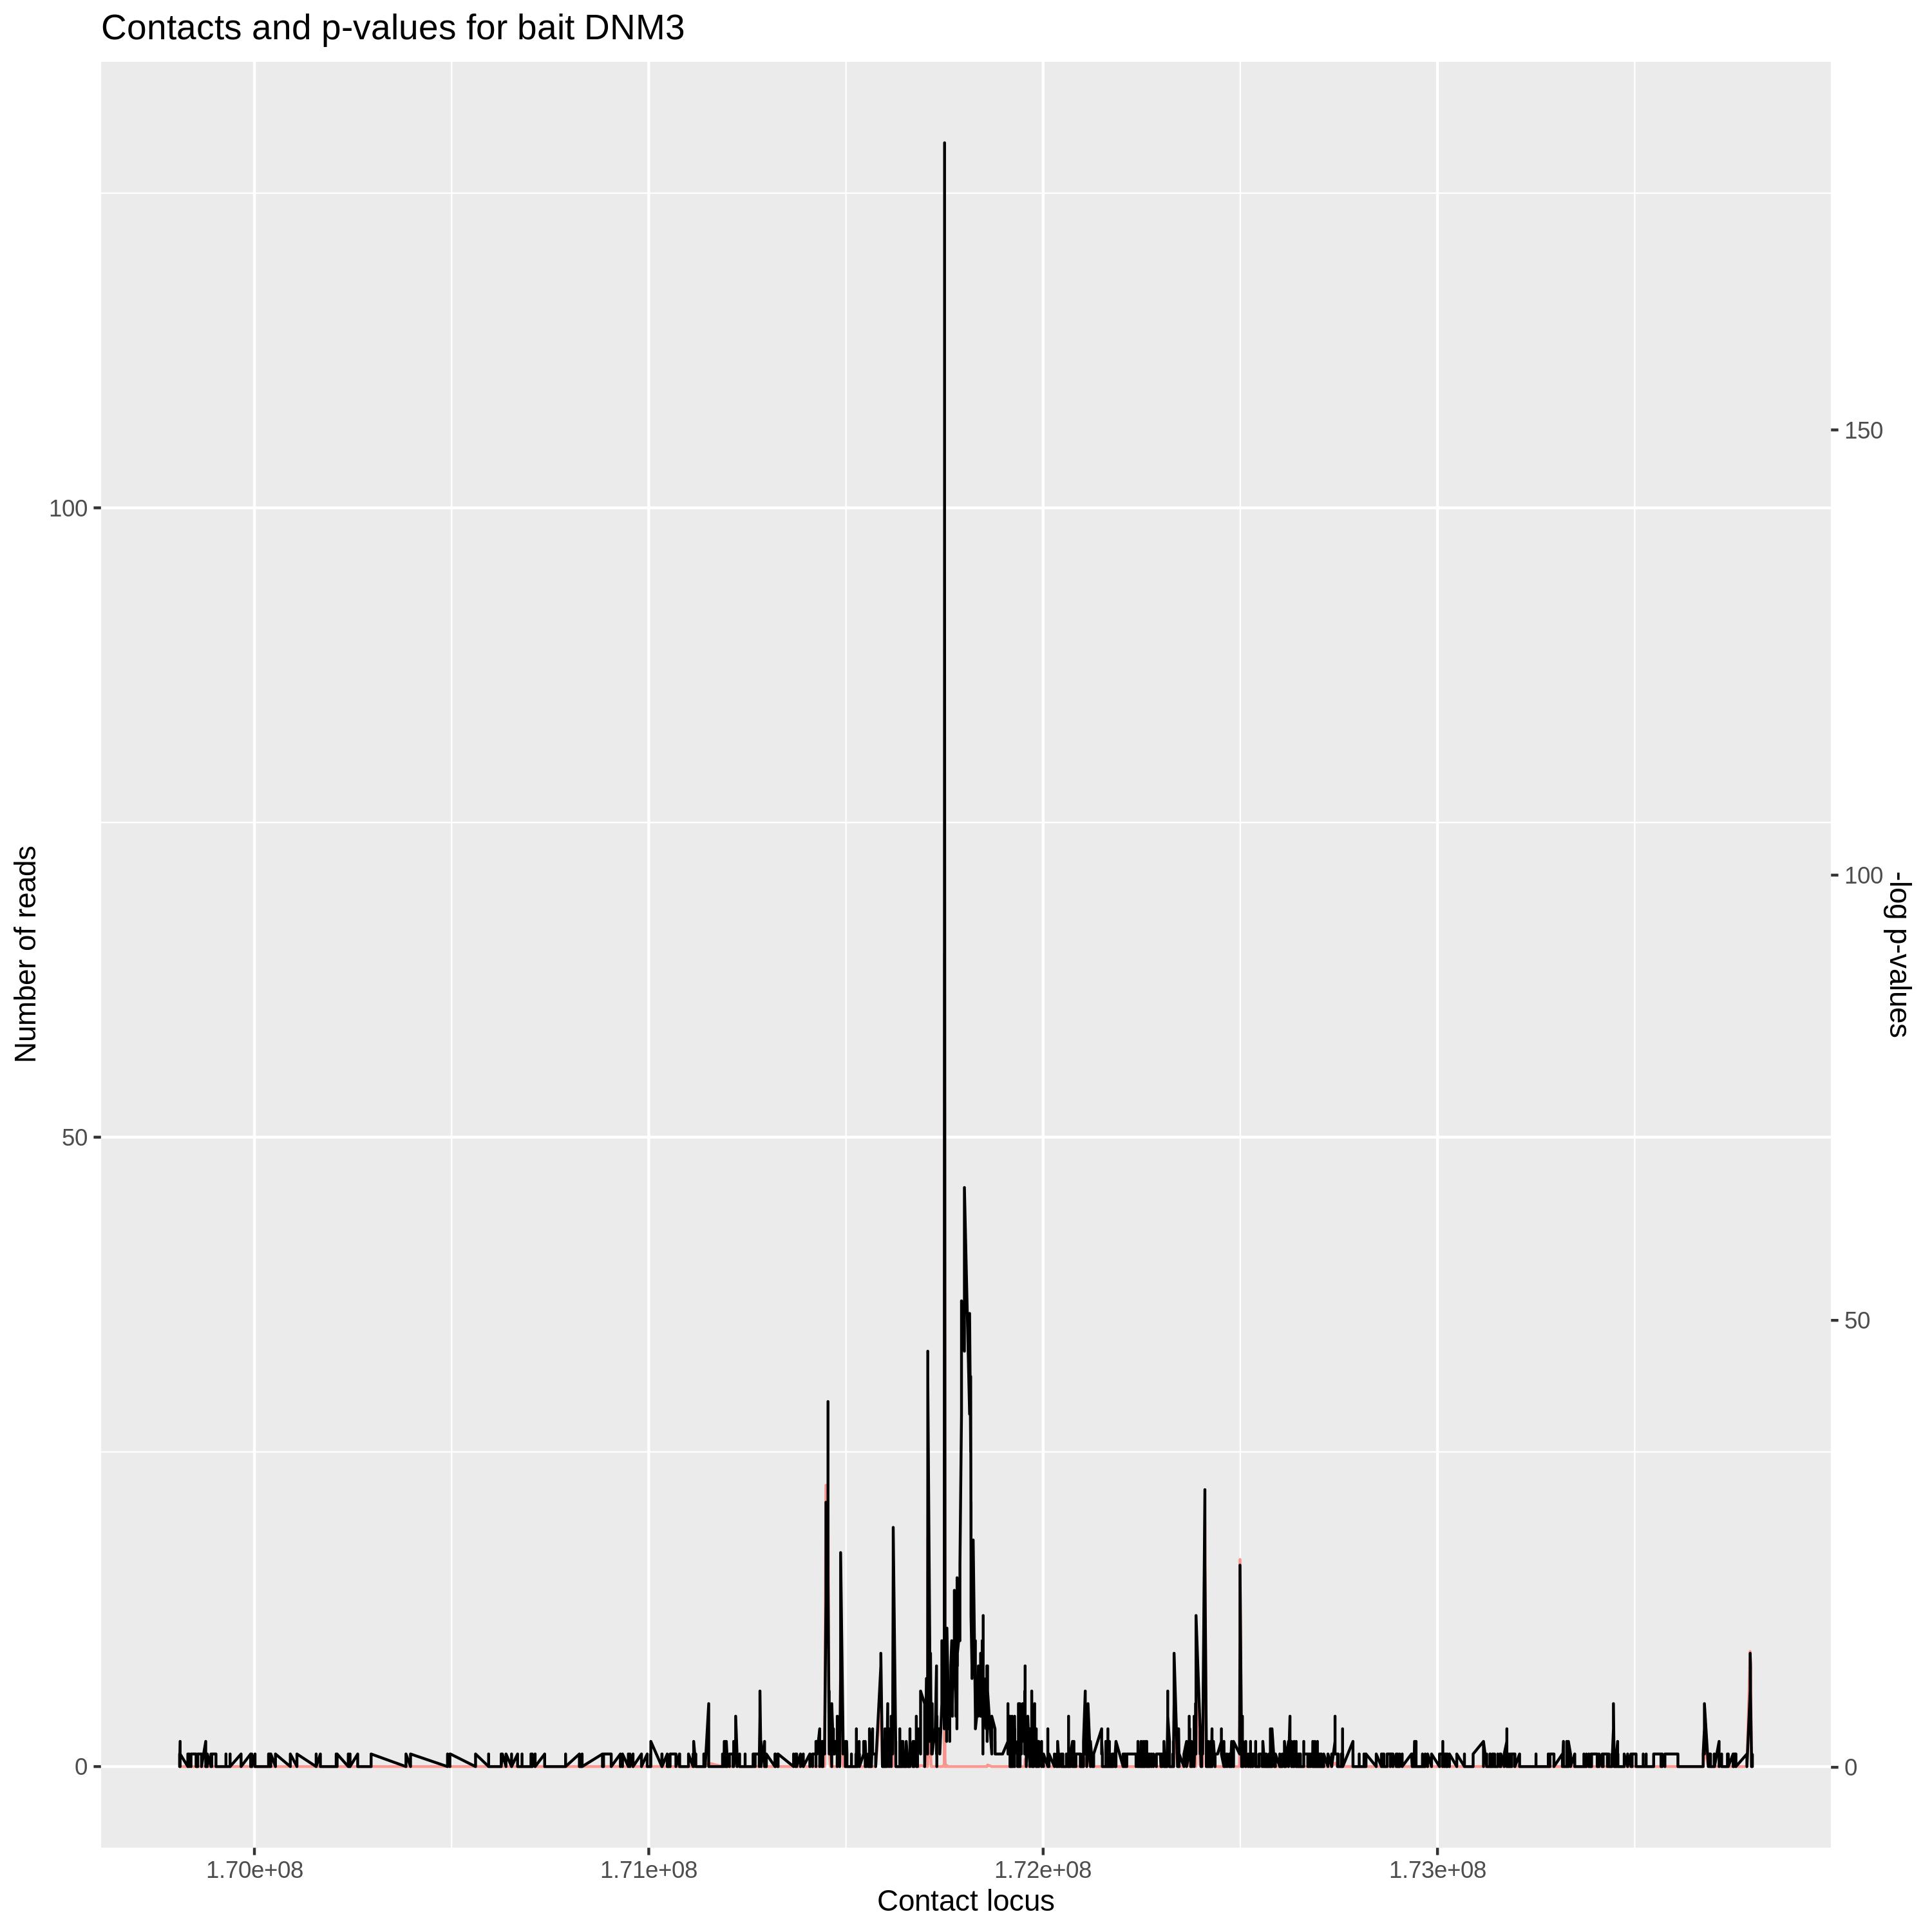 Contacts and p-values for bait DNM3
Number of reads
100
50
0
150
100
50
0
-log p-values
1.70e+08
1.71e+08
1.72e+08
1.73e+08
Contact locus